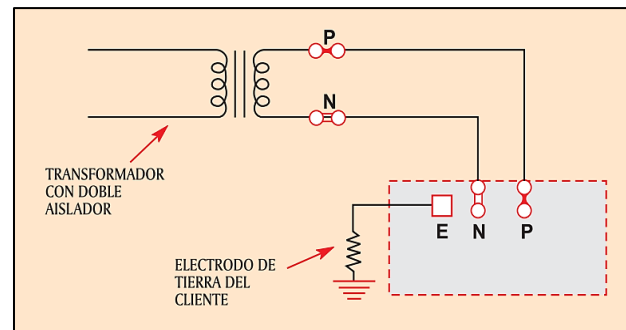 P
N
TRANSFORMADOR
CON DOBLE
AISLADOR
E N P
ELECTRODO DE
TIERRA DEL
CLIENTE